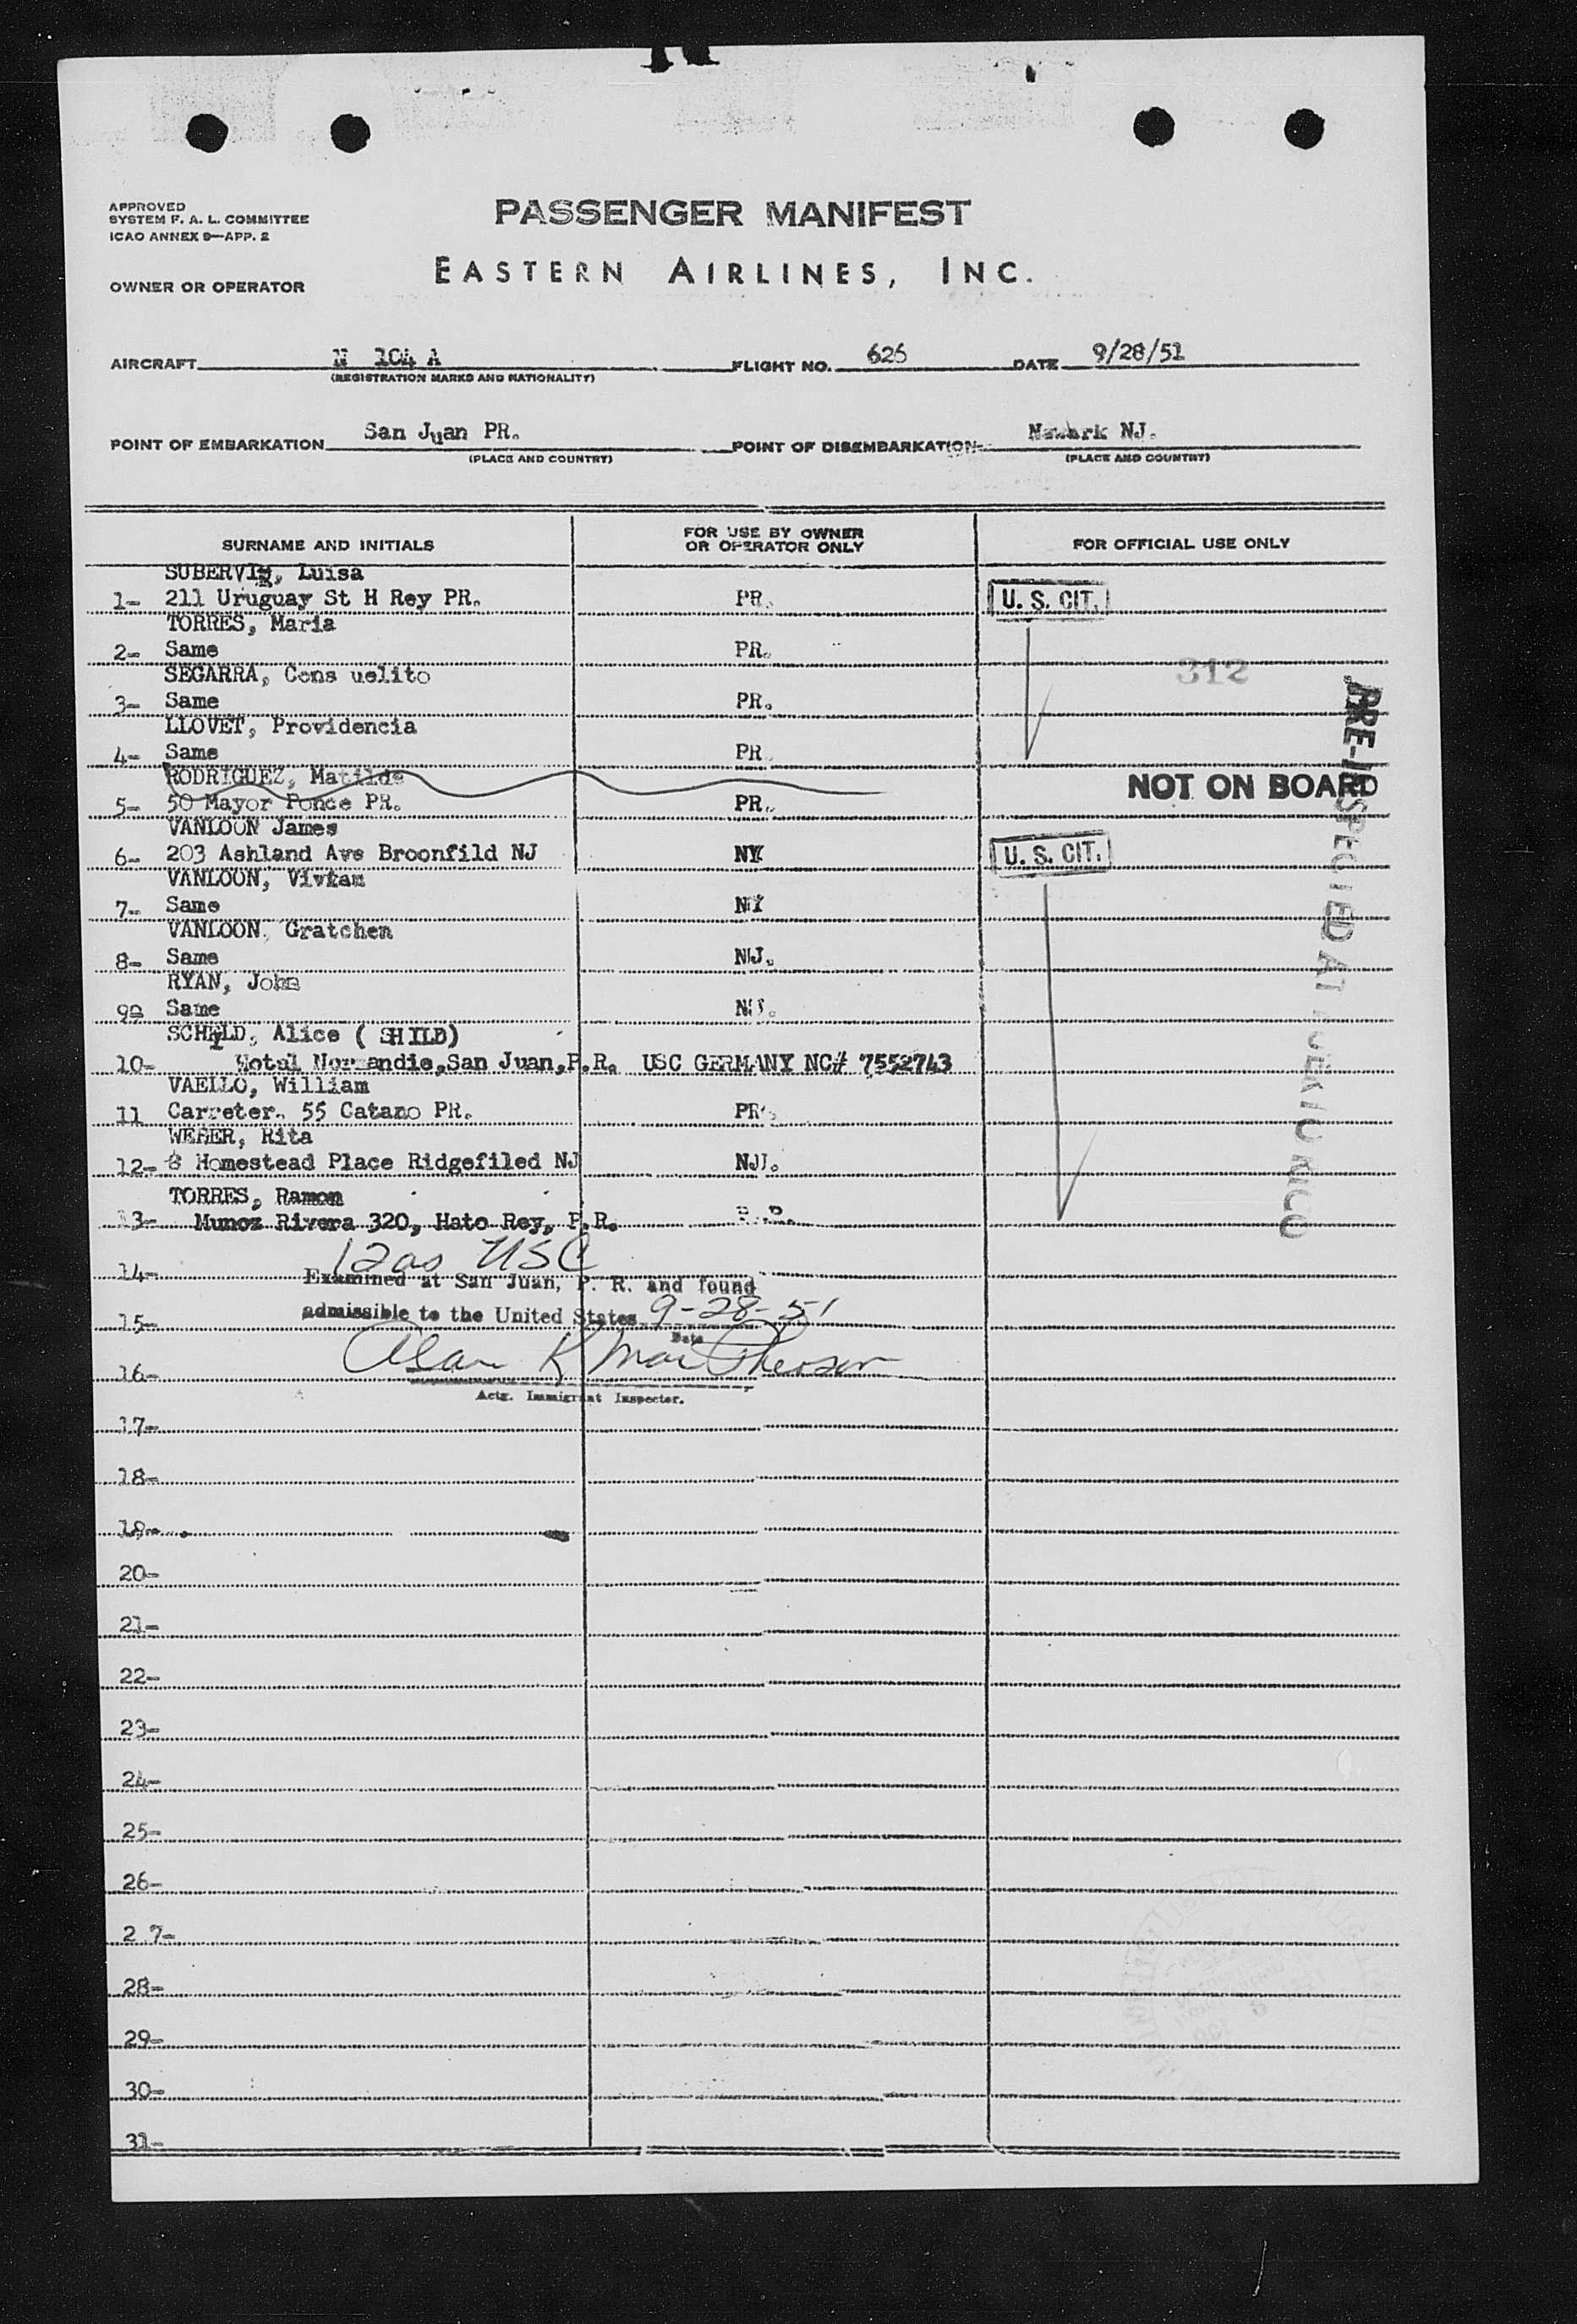 APPROVED
SYSTEM F. A. L. COMMITTEE
ICAO ANNEX 9—APP. 2
PASSENGER MANIFEST
OWNER OR OPERATOR
EASTERN AIRLINES, INC.
AIRCRAFT N 104 A
(REGISTRATION MARKS AND NATIONALITY)
FLIGHT NO. 626
DATE 9/28/51
POINT OF EMBARKATION San Juan PR.
(PLACE AND COUNTRY)
POINT OF DISEMBARKATION Newark NJ.
(PLACE AND COUNTRY)
SURNAME AND INITIALS
FOR USE BY OWNER
OR OPERATOR ONLY
FOR OFFICIAL USE ONLY
Luisa
1- 211 Uruguay St H Rey PR. PR. U. S. CIT.
TORRES, Maria
2- Same PR.
312
SEGARRA, Cons uelito
3- Same PR.
LLOVET, Providencia
4- Same PR
RODRIGUEZ, Matilde
NOT ON BOARD
5- 50 Mayor Ponce PR. PR.
VANLOON James
6- 203 Ashland Ave Broonfild NJ NY U. S. CIT.
VANLOON,
7- Same NY
VANLOON, Gratchen
8- Same NJ.
RYAN, John
Same
Alice ( SHILD)
10- Hotel Normandie,San Juan,P.R. USC GERMANY NC# 7552743
VAELLO, William
11 Carreter. 55 Catano PR. PR.
WEBER, Rita
12- 8 Homestead Place Ridgefiled NJ
TORRES, Ramon
13- Munoz Rivera 320, Hato Rey, P.R. P.R.
12 as USC
14-
Examined at San Juan, P. R. and found
admissible to the United States 9-28-51
15-
Date
Alan K MacPherson
16-
Actg. Immigrant Inspector.
17-
18-
19-
20-
21-
22-
23-
24-
25-
26-
2 7-
28-
29-
30-
31-
PRE-INSPECTED AT PUERTO RICO